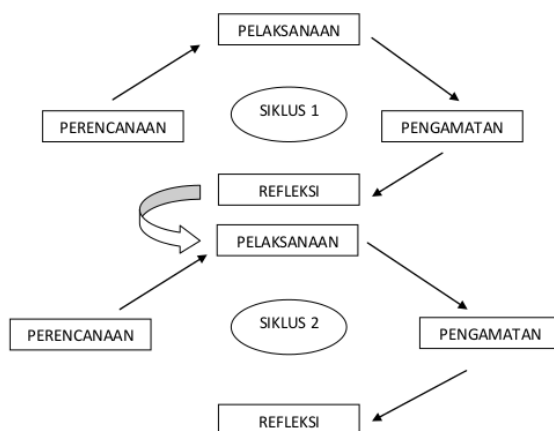 PELAKSANAAN
SIKLUS 1
PERENCANAAN
PENGAMATAN
REFLEKSI
PELAKSANAAN
SIKLUS 2
PERENCANAAN
PENGAMATAN
REFLEKSI